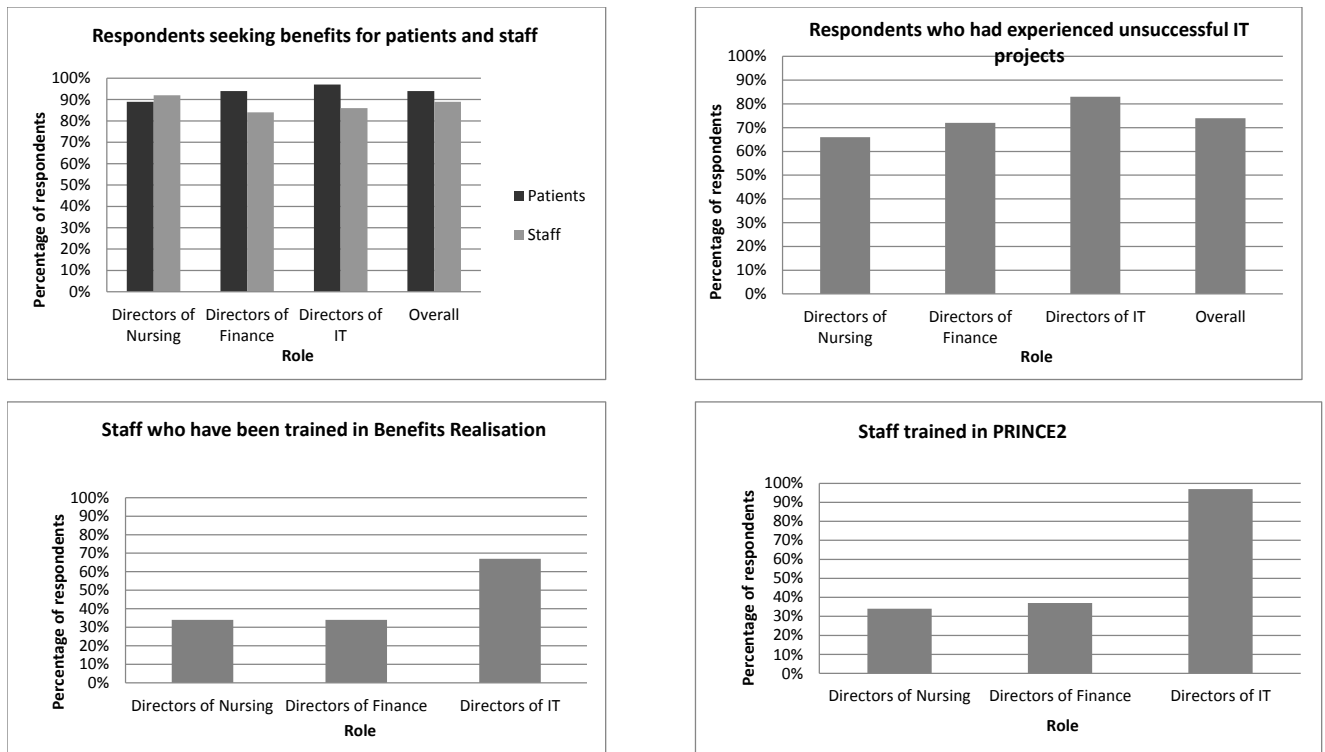 Respondents seeking benefits for patients and staff
Percentage of respondents
100%
90%
80%
70%
60%
50%
40%
30%
20%
10%
0%
Directors of
Nursing
Directors of
Finance
Directors of
IT
Overall
Role
Patients
Staff
Respondents who had experienced unsuccessful IT
projects
Percentage of respondents
100%
90%
80%
70%
60%
50%
40%
30%
20%
10%
0%
Directors of
Nursing
Directors of
Finance
Directors of IT
Overall
Role
Staff who have been trained in Benefits Realisation
Percentage of respondents
100%
90%
80%
70%
60%
50%
40%
30%
20%
10%
0%
Directors of Nursing
Directors of Finance
Directors of IT
Role
Staff trained in PRINCE2
Percentage of respondents
100%
90%
80%
70%
60%
50%
40%
30%
20%
10%
0%
Directors of Nursing
Directors of Finance
Directors of IT
Role